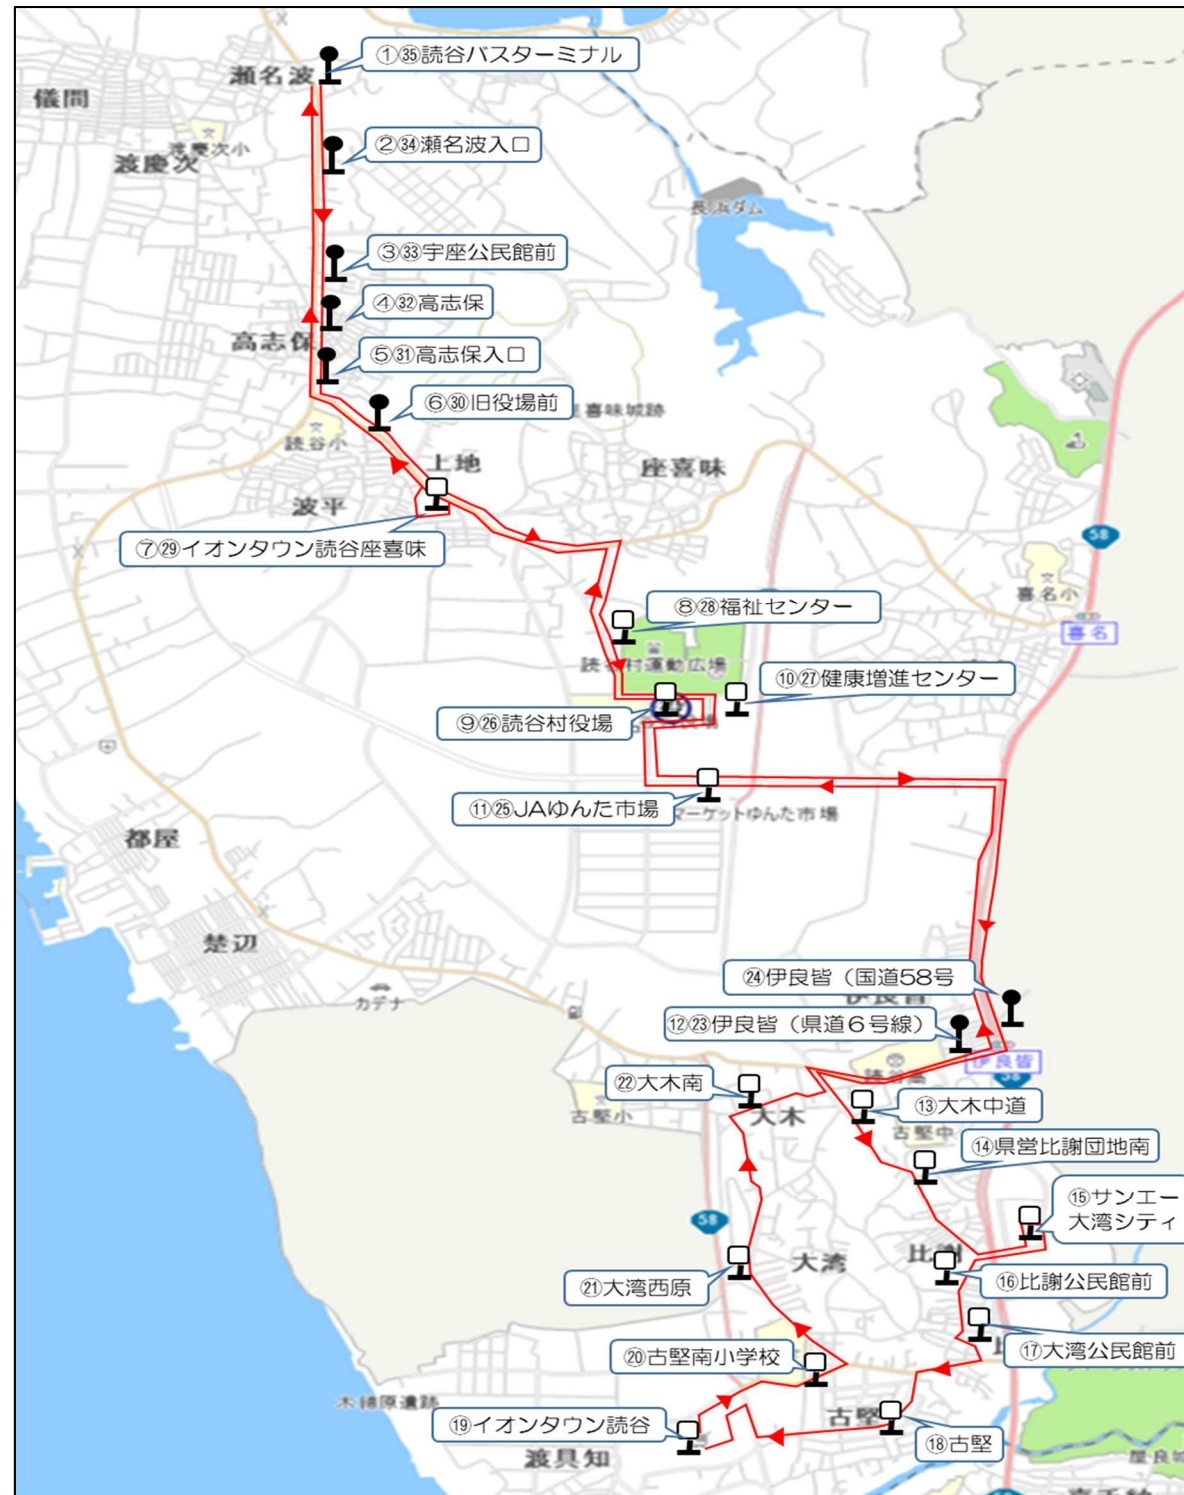 ①㉟読谷バスターミナル
瀬名波
儀間
②㉞瀬名波入口
渡慶次小
渡慶次
長浜ダム
③㉝宇座公民館前
④㉜高志保
高志保
⑤㉛高志保入口
⑥㉚旧役場前
喜味城跡
読谷小
上地
座喜味
波平
58
⑦㉙イオンタウン読谷座喜味
喜名小
⑧㉘福祉センター
喜名
読谷村運動広場
⑩㉗健康増進センター
⑨㉖読谷村役場
⑪㉕JAゆんた市場
マーケットゆんた市場
都屋
楚辺
㉔伊良皆（国道58号
カデナ
伊良皆
⑫㉓伊良皆（県道６号線）
伊良皆
読谷高
58
㉒大木南
大木
⑬大木中道
古堅小
古堅中
⑭県営比謝団地南
⑮サンエー
大湾シティ
58
大湾
比謝
⑯比謝公民館前
㉑大湾西原
⑰大湾公民館前
⑳古堅南小学校
木綿原遺跡
⑲イオンタウン読谷
古堅
⑱古堅
渡具知
屋良城